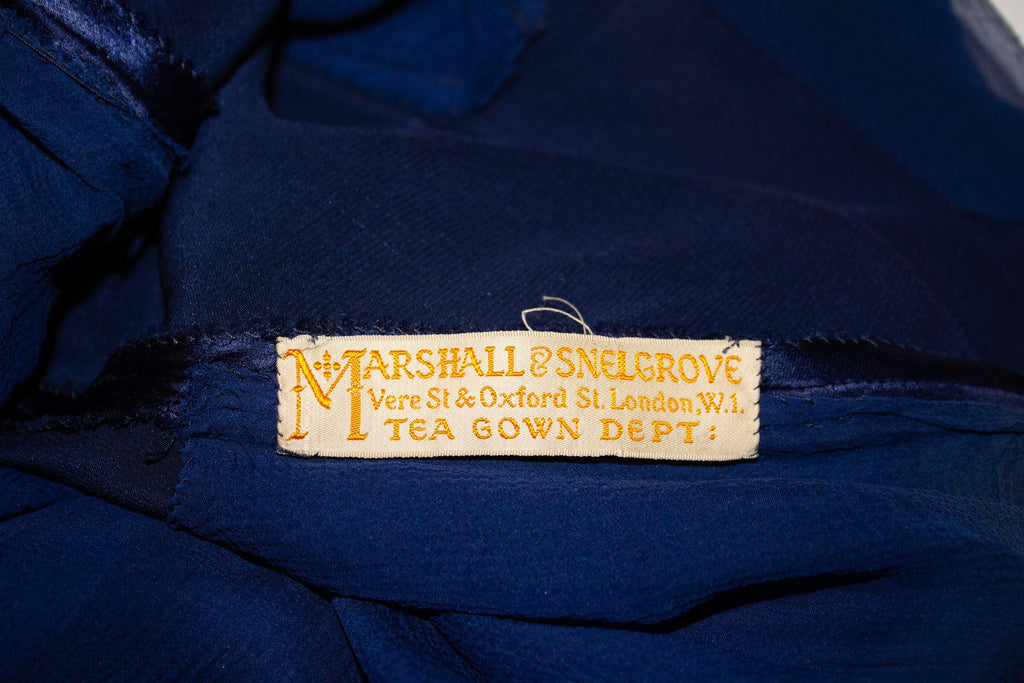 MARSHALL & SNELGROVE
Vere St & Oxford St. London, W.1.
TEA GOWN DEPT: